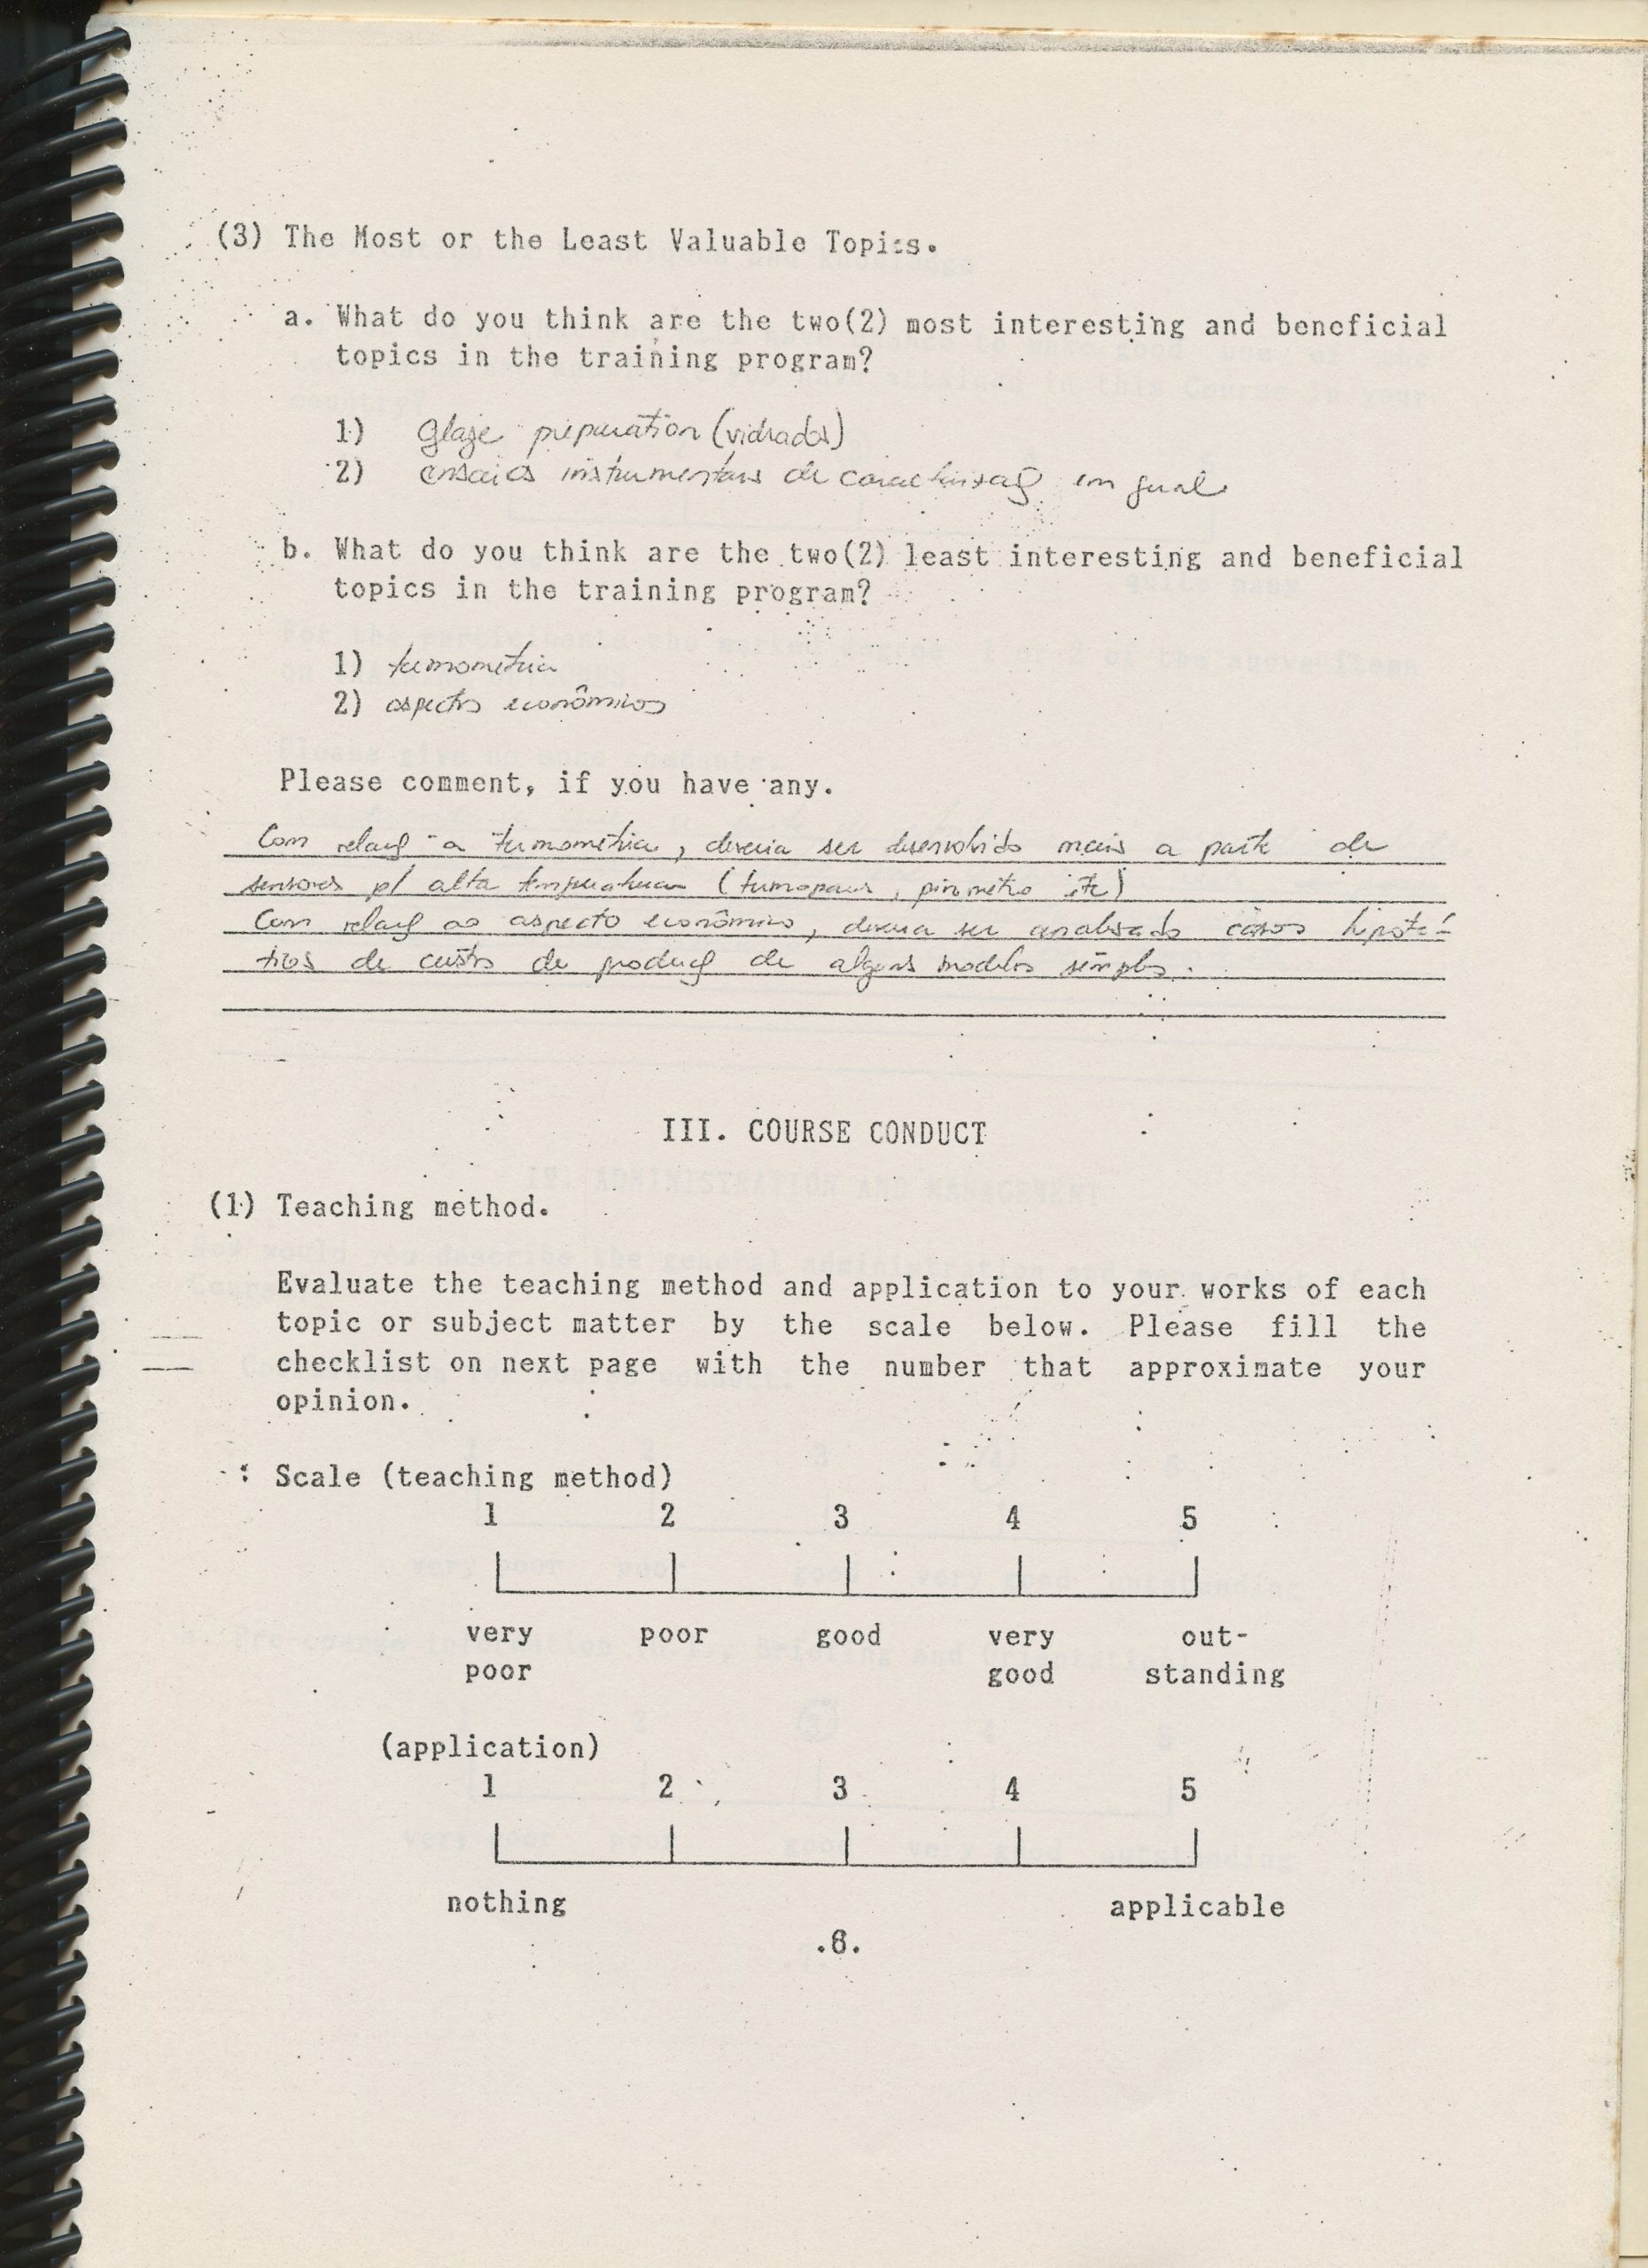 (3) The Most or the Least Valuable Topics.
a. What do you think are the two(2) most interesting and beneficial
topics in the training program?
1) glaze preparation (vidrados)
2) ensaios instrumentais de caracterização em geral
b. What do you think are the two(2) least interesting and beneficial
topics in the training program?
1) termometria
2) aspectos econômicos
Please comment, if you have any.
Com relação a termometria, deveria ser desenvolvido mais a parte de
sensores p/ alta temperatura (termopares, pirometro etc)
Com relação ao aspecto econômico, deveria ser analisado casos hipoté-
ticos de custos de produção de alguns modelos simples.
III. COURSE CONDUCT
(1) Teaching method.
Evaluate the teaching method and application to your works of each
topic or subject matter by the scale below. Please fill the
checklist on next page with the number that approximate your
opinion.
Scale (teaching method)
1 2 3 4 5
very poor good very out-
poor good standing
(application)
1 2 3 4 5
nothing applicable
.6.